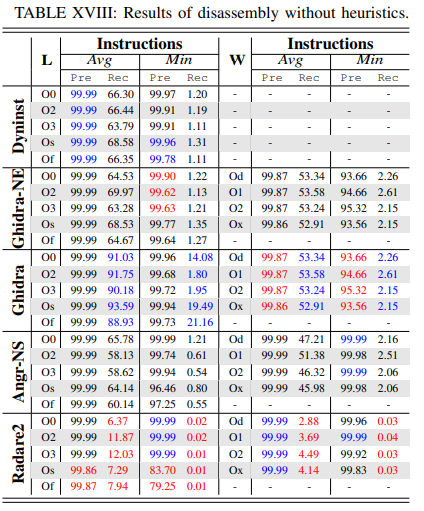 TABLE XVIII: Results of disassembly without heuristics.
L Instructions W Instructions
Avg Min Avg Min
Pre Rec Pre Rec Pre Rec Pre Rec
Dyninst
O0 99.99 66.30 99.97 1.20 - - - - -
O2 99.99 66.44 99.91 1.19 - - - - -
O3 99.99 63.79 99.91 1.11 - - - - -
Os 99.99 68.58 99.96 1.31 - - - - -
Of 99.99 66.35 99.78 1.11 - - - - -
Ghidra-NE
O0 99.99 64.53 99.90 1.22 Od 99.87 53.34 93.66 2.26
O2 99.99 69.97 99.62 1.13 O1 99.87 53.58 94.66 2.61
O3 99.99 63.28 99.63 1.21 O2 99.87 53.24 95.32 2.15
Os 99.99 68.53 99.77 1.35 Ox 99.86 52.91 93.56 2.15
Of 99.99 64.67 99.64 1.27 - - - - -
Ghidra
O0 99.99 91.03 99.96 14.08 Od 99.87 53.34 93.66 2.26
O2 99.99 91.75 99.68 1.80 O1 99.87 53.58 94.66 2.61
O3 99.99 90.18 99.72 1.95 O2 99.87 53.24 95.32 2.15
Os 99.99 93.59 99.94 19.49 Ox 99.86 52.91 93.56 2.15
Of 99.99 88.93 99.73 21.16 - - - - -
Angr-NS
O0 99.99 65.78 99.99 1.21 Od 99.99 47.21 99.99 2.16
O2 99.99 58.13 99.74 0.61 O1 99.99 51.38 99.98 2.51
O3 99.99 58.62 99.94 0.54 O2 99.99 46.32 99.99 2.06
Os 99.99 64.14 96.46 0.80 Ox 99.99 45.98 99.98 2.06
Of 99.99 60.14 97.25 0.55 - - - - -
Radare2
O0 99.99 6.37 99.99 0.02 Od 99.99 2.88 99.96 0.03
O2 99.99 11.87 99.99 0.02 O1 99.99 3.69 99.99 0.04
O3 99.99 12.03 99.99 0.01 O2 99.99 4.49 99.92 0.03
Os 99.86 7.29 83.70 0.01 Ox 99.99 4.14 99.83 0.03
Of 99.87 7.94 79.25 0.01 - - - - -